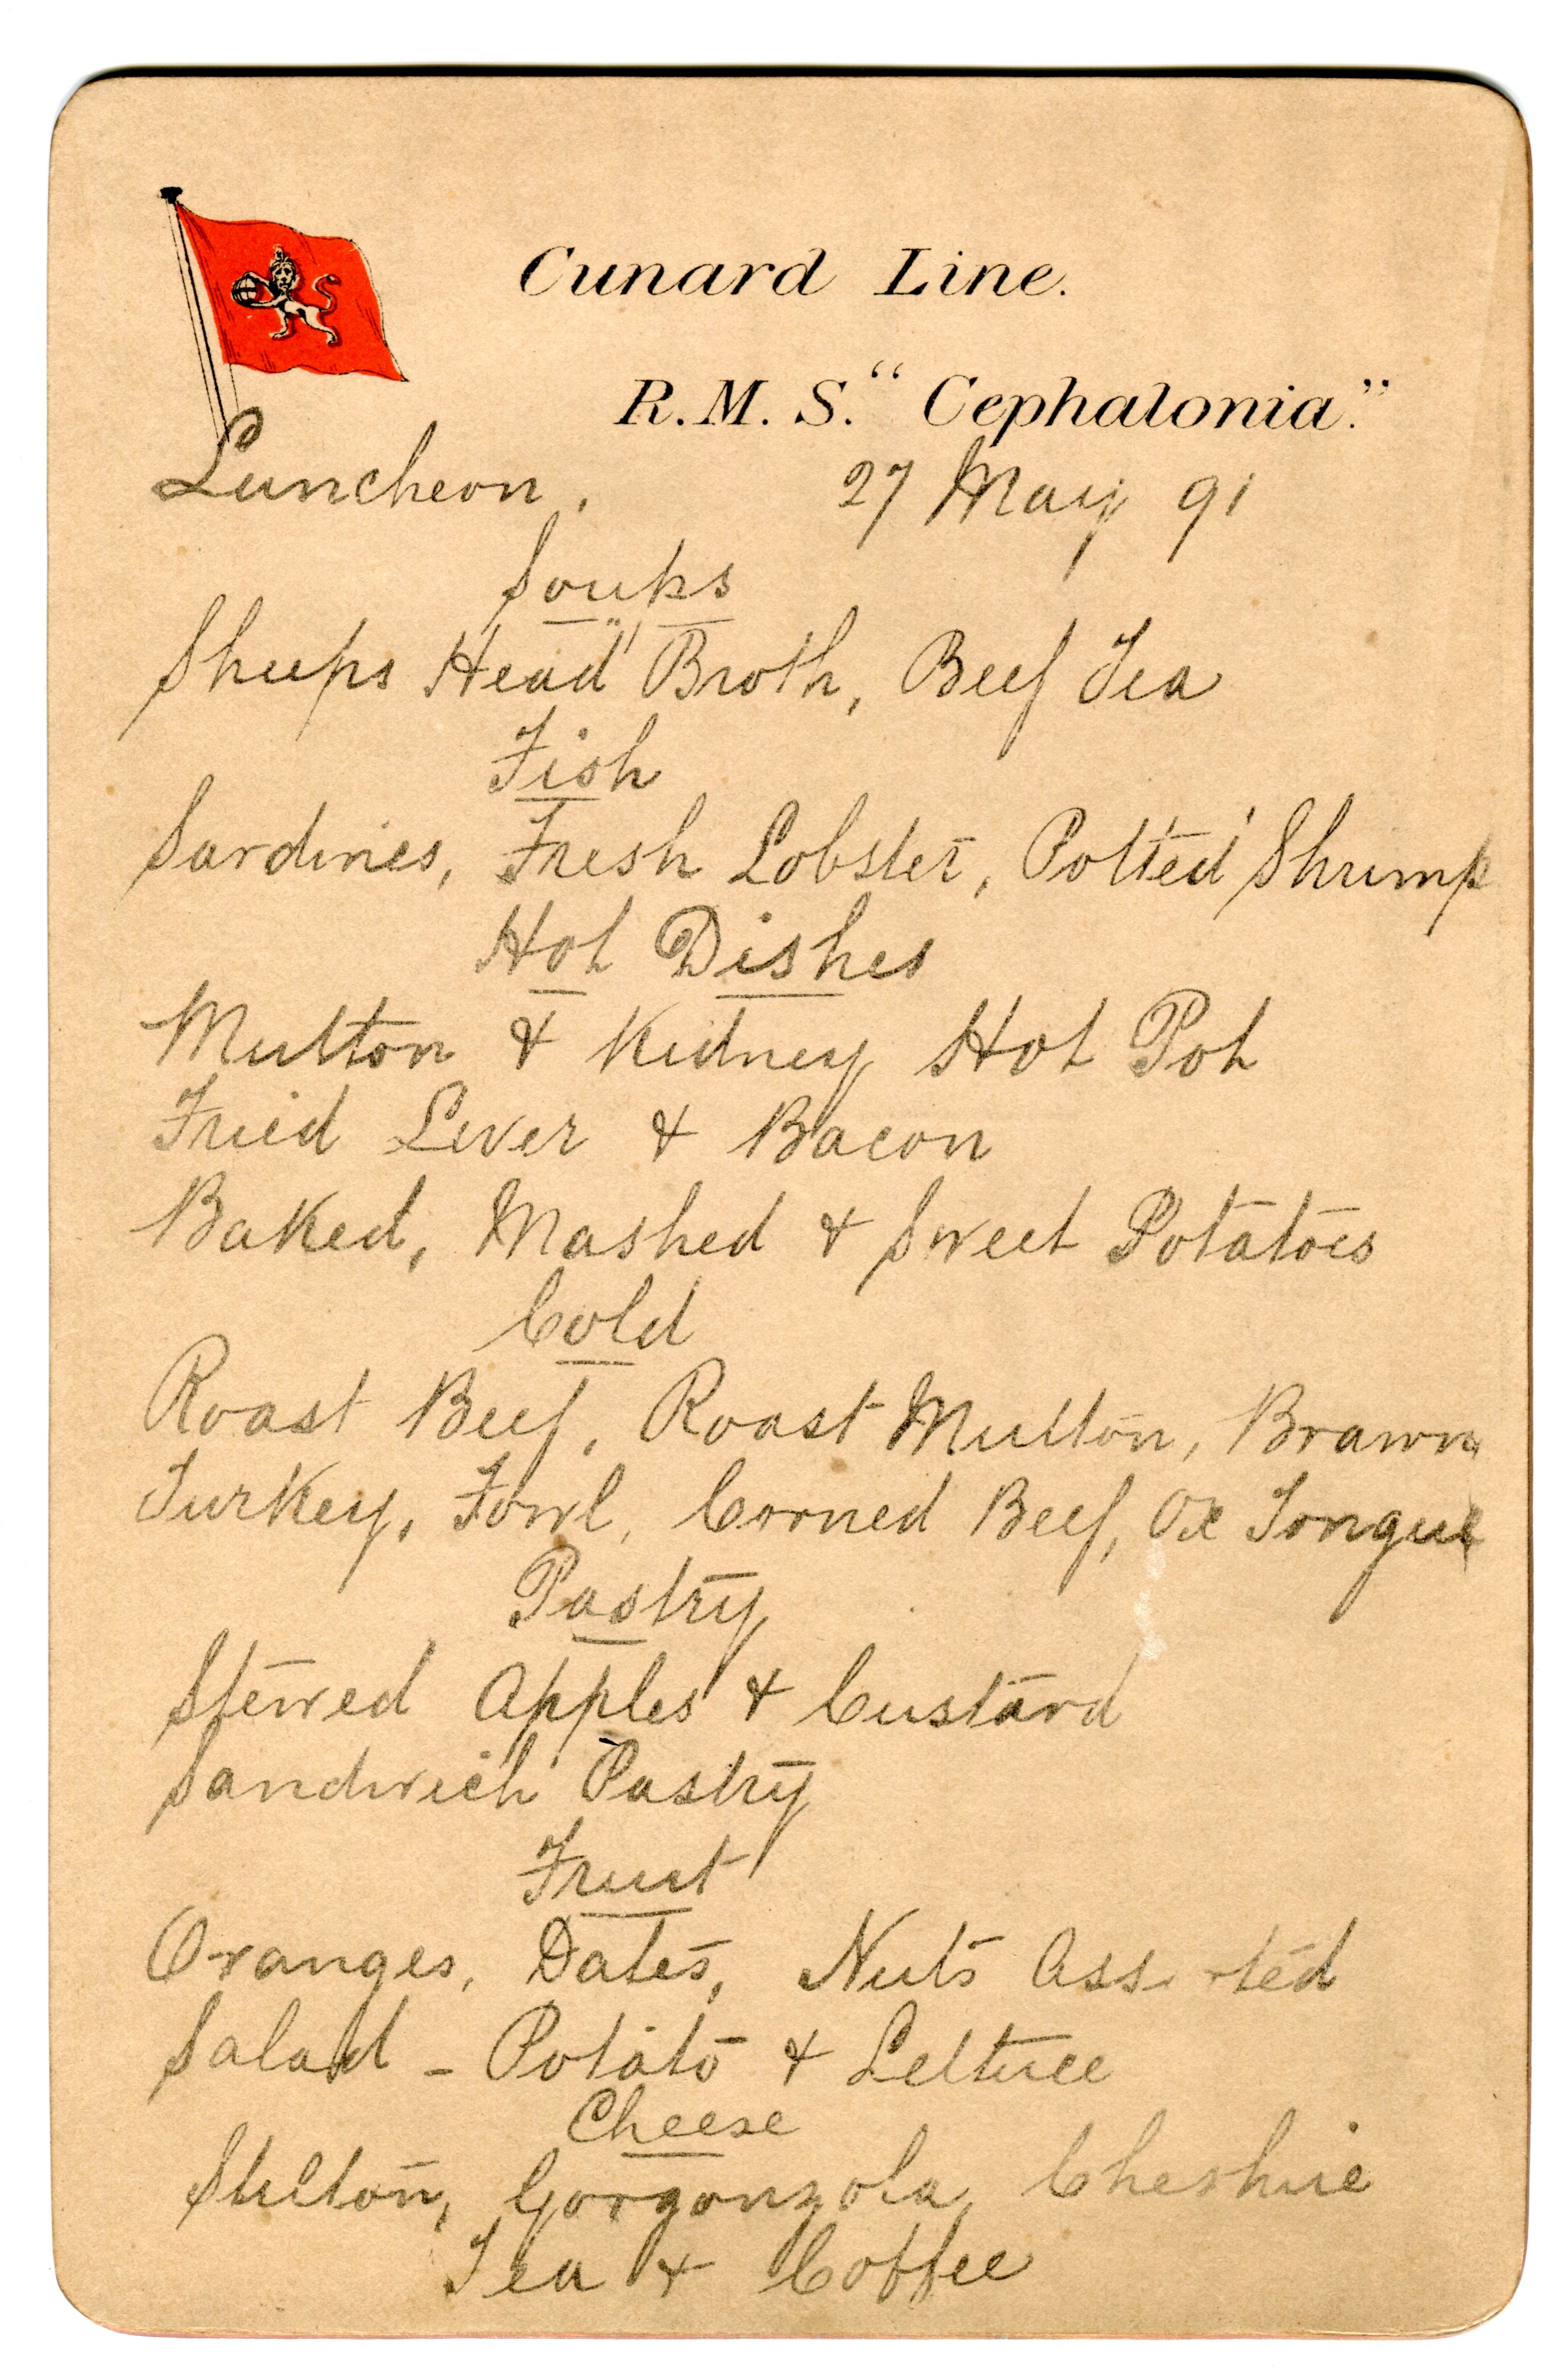 Cunard Line.
R.M.S. "Cephalonia."
Luncheon. 27 May 91
Soups
Sheeps Head Broth, Beef Tea
Fish
Sardines, Fresh Lobster, Potted Shrimp
Hot Dishes
Mutton & Kidney Hot Pot
Fried Liver & Bacon
Baked, Mashed & Sweet Potatoes
Cold
Roast Beef, Roast Mutton, Brawn
Turkey, Fowl, Corned Beef, Ox Tongue
Pastry
Stewed Apples & Custard
Sandwich Pastry
Fruit
Oranges, Dates, Nuts Assorted
Salad - Potato & Lettuce
Cheese
Stilton, Gorgonzola, Cheshire
Tea & Coffee